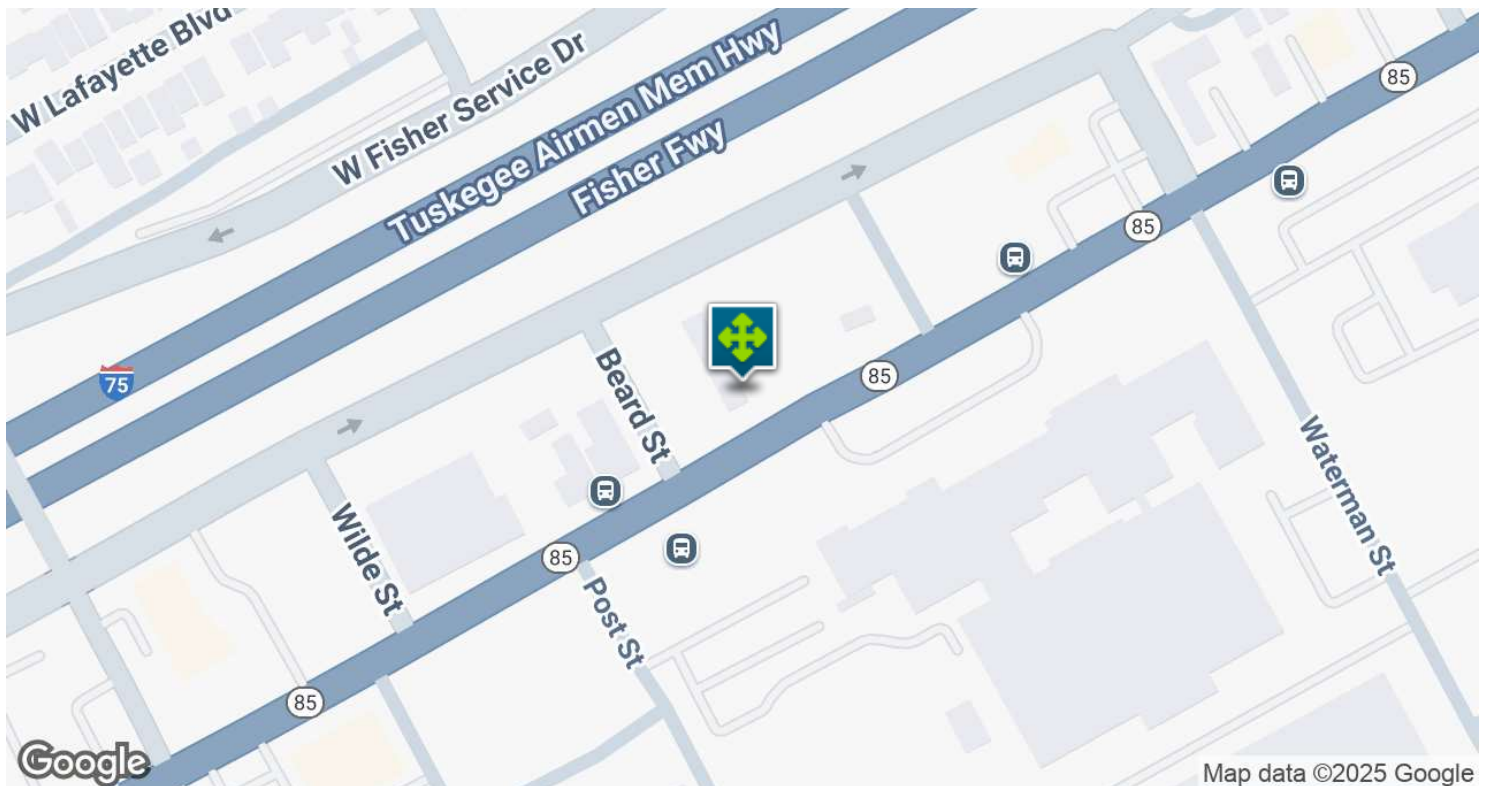 W Lafayette Blvd
W Fisher Service Dr
Tuskegee Airmen Mem Hwy
Fisher Fwy
85
85
75
Beard St
85
Waterman St
Wilde St
85
Post St
85
Google
Map data ©2025 Google